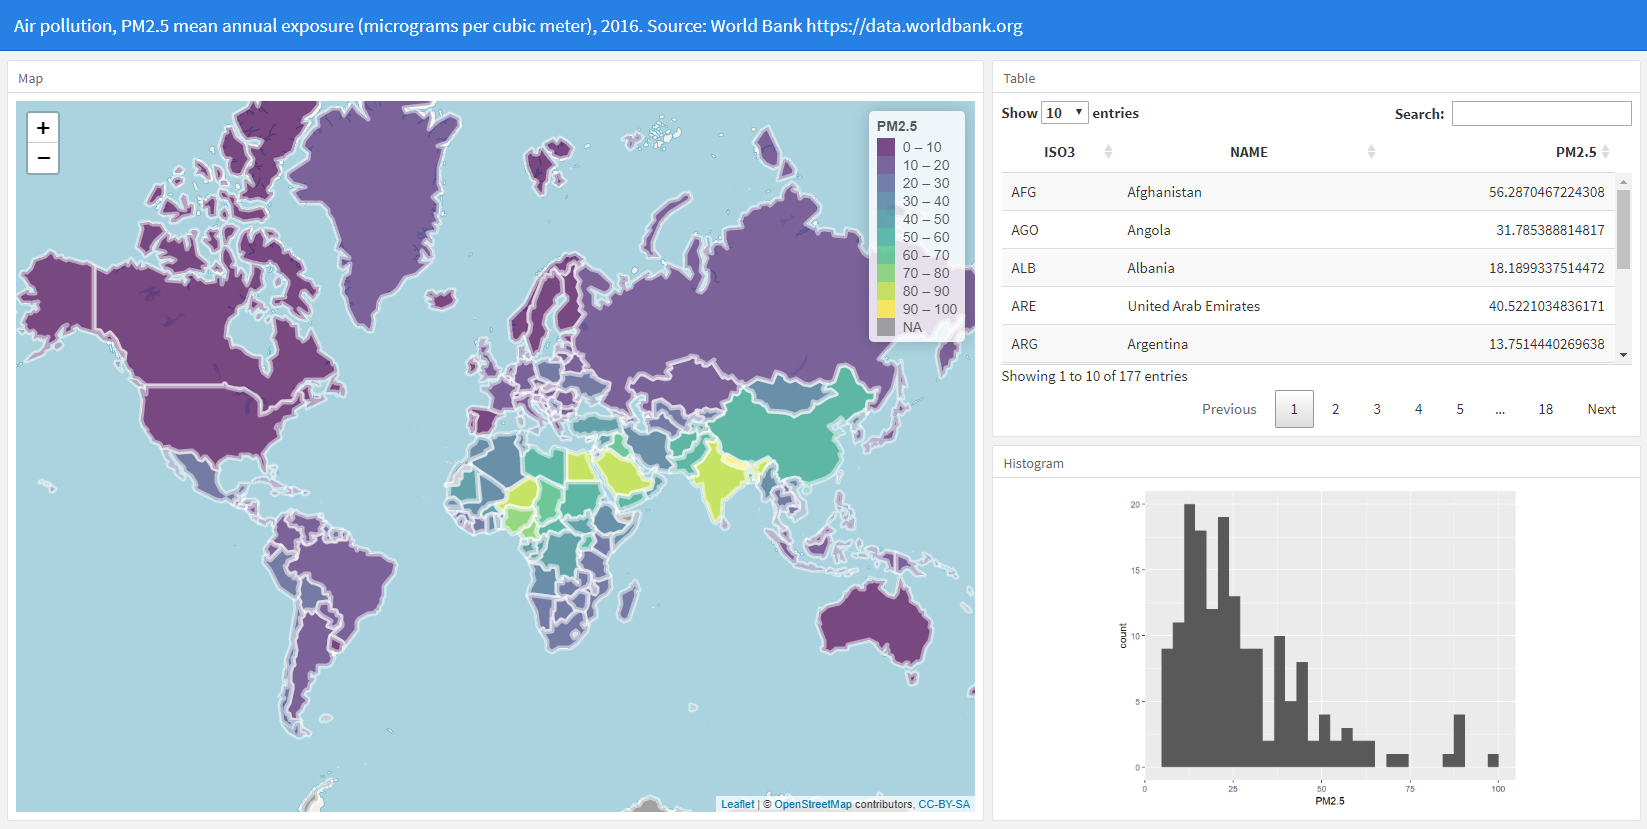 Air pollution, PM2.5 mean annual exposure (micrograms per cubic meter), 2016. Source: World Bank https://data.worldbank.org
Map
+
−
PM2.5
0 – 10
10 – 20
20 – 30
30 – 40
40 – 50
50 – 60
60 – 70
70 – 80
80 – 90
90 – 100
NA
Leaflet | © OpenStreetMap contributors, CC-BY-SA
Table
Show 10 entries Search:
ISO3 NAME PM2.5
AFG Afghanistan 56.2870467224308
AGO Angola 31.785388814817
ALB Albania 18.1899337514472
ARE United Arab Emirates 40.5221034836171
ARG Argentina 13.7514440269638
Showing 1 to 10 of 177 entries
Previous 1 2 3 4 5 ... 18 Next
Histogram
20
15
10
5
0
count
0 25 50 75 100
PM2.5